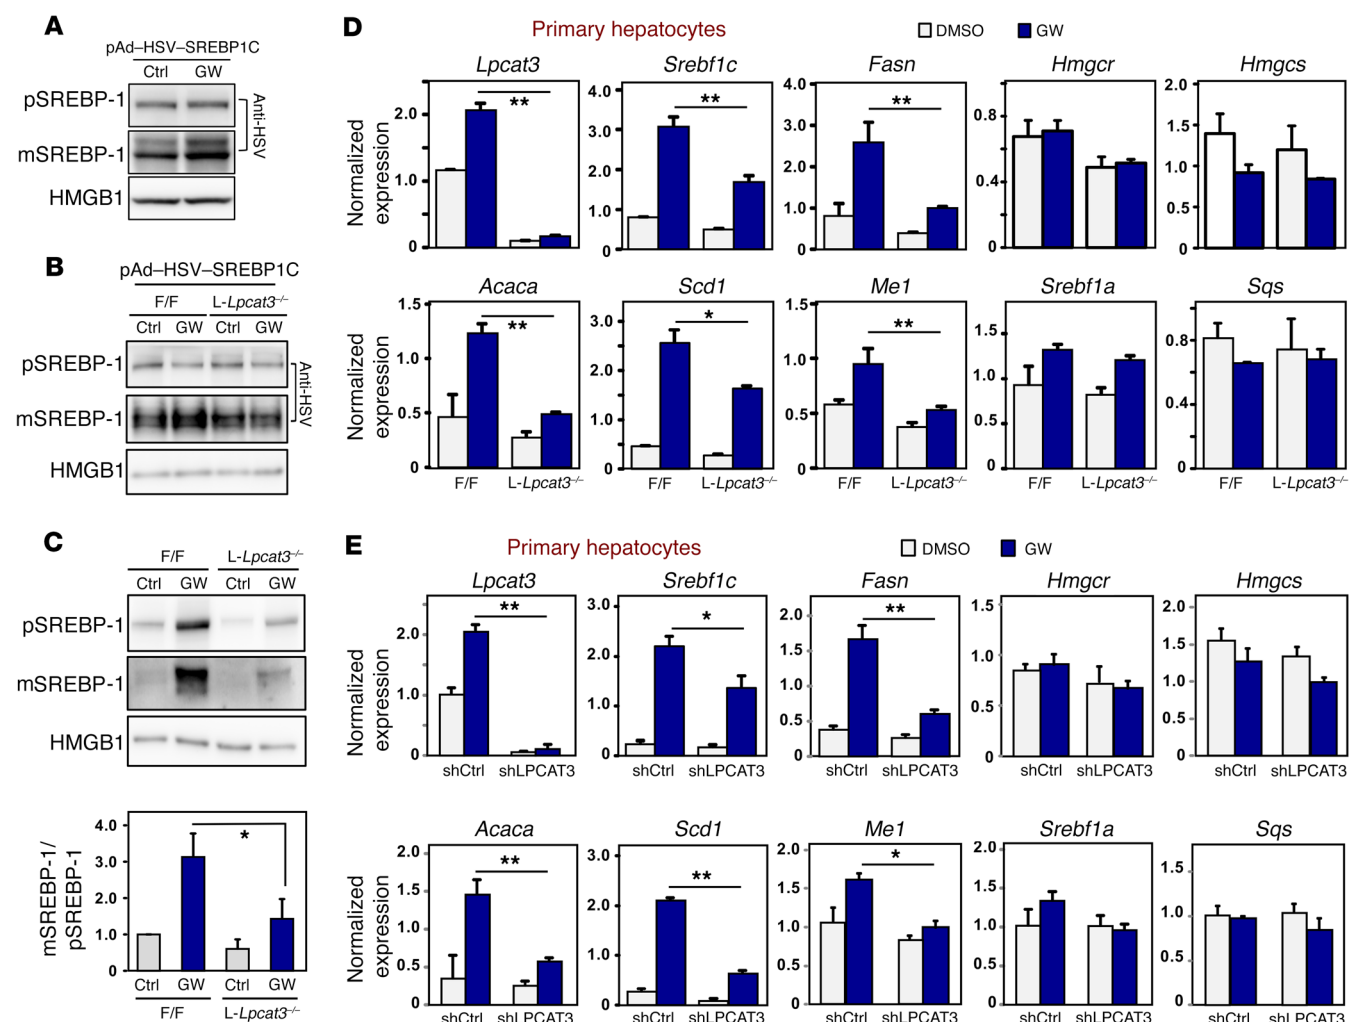 A
pAd–HSV–SREBP1C
Ctrl GW
pSREBP-1
mSREBP-1
Anti-HSV
HMGB1
B
pAd–HSV–SREBP1C
F/F L-Lpcat3–/–
Ctrl GW Ctrl GW
pSREBP-1
mSREBP-1
Anti-HSV
HMGB1
C
F/F L-Lpcat3–/–
Ctrl GW Ctrl GW
pSREBP-1
mSREBP-1
HMGB1
mSREBP-1/
pSREBP-1
4.0
3.0
2.0
1.0
0
*
Ctrl GW Ctrl GW
F/F L-Lpcat3–/–
D
Primary hepatocytes
DMSO GW
Normalized
expression
Lpcat3
2.0
1.0
0
**
Srebf1c
4.0
3.0
2.0
1.0
0
**
Fasn
4.0
3.0
2.0
1.0
0
**
Hmgcr
0.8
0.4
0
Hmgcs
2.0
1.5
1.0
0.5
0
Normalized
expression
Acaca
1.5
1.0
0.5
0
**
F/F L-Lpcat3–/–
Scd1
3.0
2.0
1.0
0
*
F/F L-Lpcat3–/–
Me1
1.5
1.0
0.5
0
**
F/F L-Lpcat3–/–
Srebf1a
1.5
1.0
0.5
0
F/F L-Lpcat3–/–
Sqs
0.8
0.4
0
F/F L-Lpcat3–/–
E
Primary hepatocytes
DMSO GW
Normalized
expression
Lpcat3
2.0
1.0
0
**
shCtrl shLPCAT3
Srebf1c
3.0
2.0
1.0
0
*
shCtrl shLPCAT3
Fasn
2.0
1.5
1.0
0.5
0
**
shCtrl shLPCAT3
Hmgcr
1.5
1.0
0.5
0
shCtrl shLPCAT3
Hmgcs
2.0
1.5
1.0
0.5
0
shCtrl shLPCAT3
Normalized
expression
Acaca
2.0
1.5
1.0
0.5
0
**
shCtrl shLPCAT3
Scd1
3.0
2.0
1.0
0
**
shCtrl shLPCAT3
Me1
2.0
1.5
1.0
0.5
0
*
shCtrl shLPCAT3
Srebf1a
2.0
1.5
1.0
0.5
0
shCtrl shLPCAT3
Sqs
1.5
1.0
0.5
0
shCtrl shLPCAT3